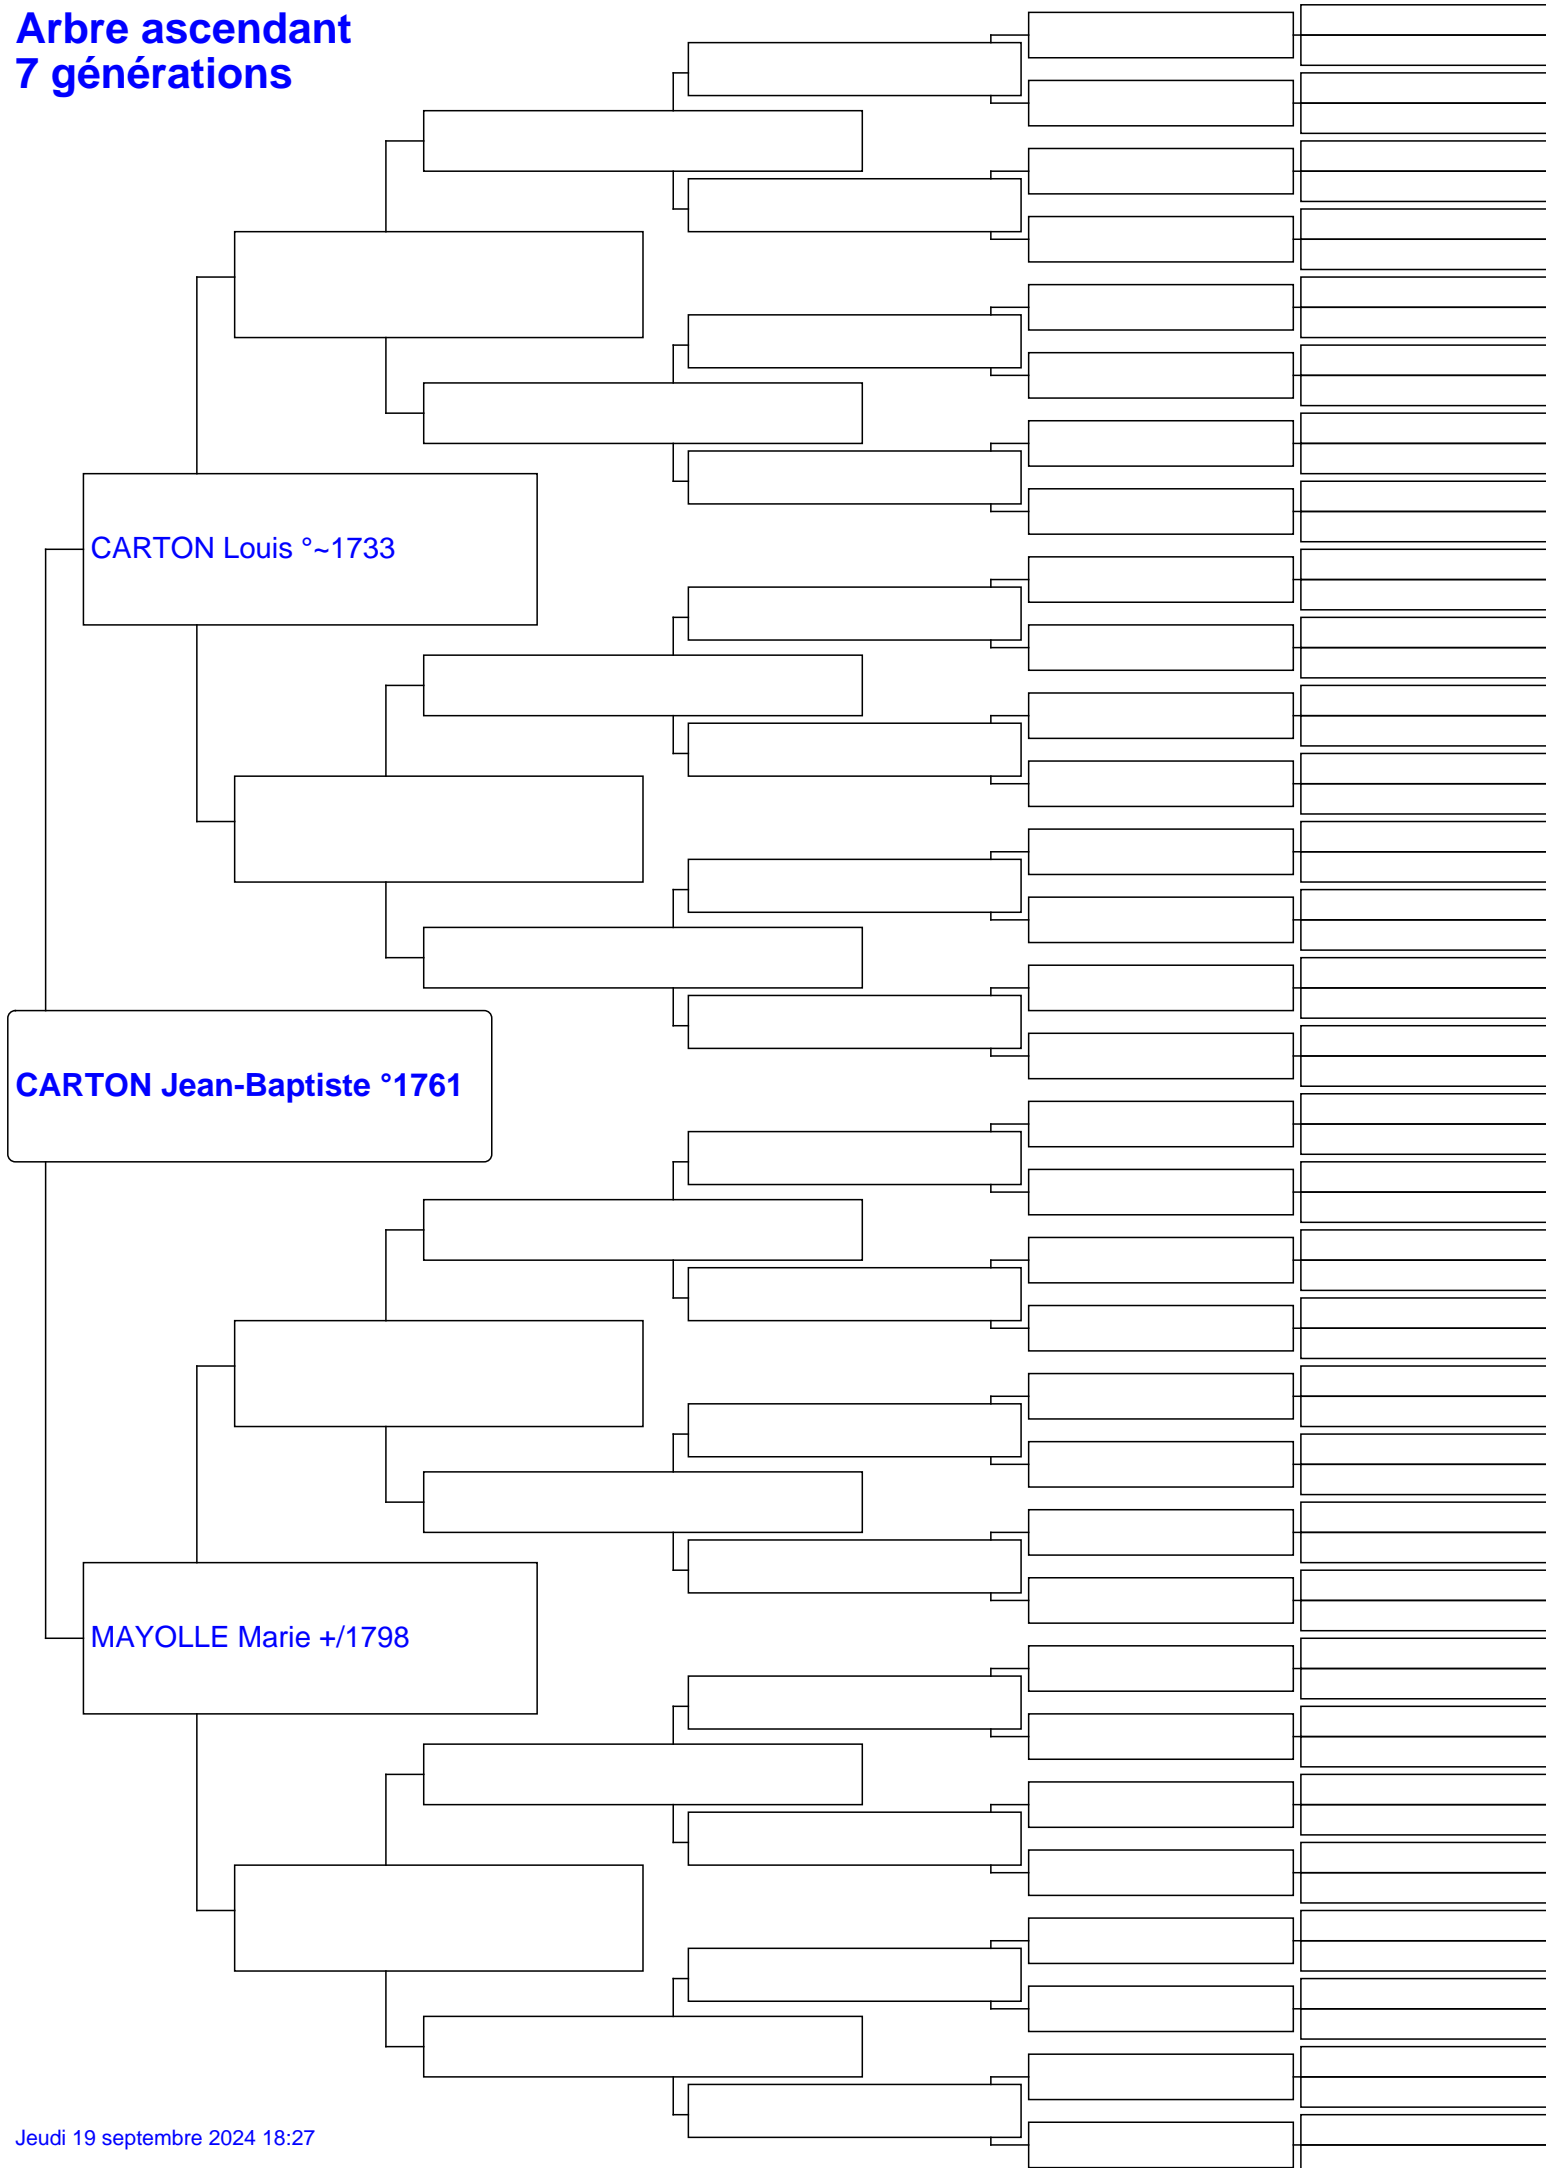 Arbre ascendant
7 générations
CARTON Louis °~1733
CARTON Jean-Baptiste °1761
MAYOLLE Marie +/1798
Jeudi 19 septembre 2024 18:27